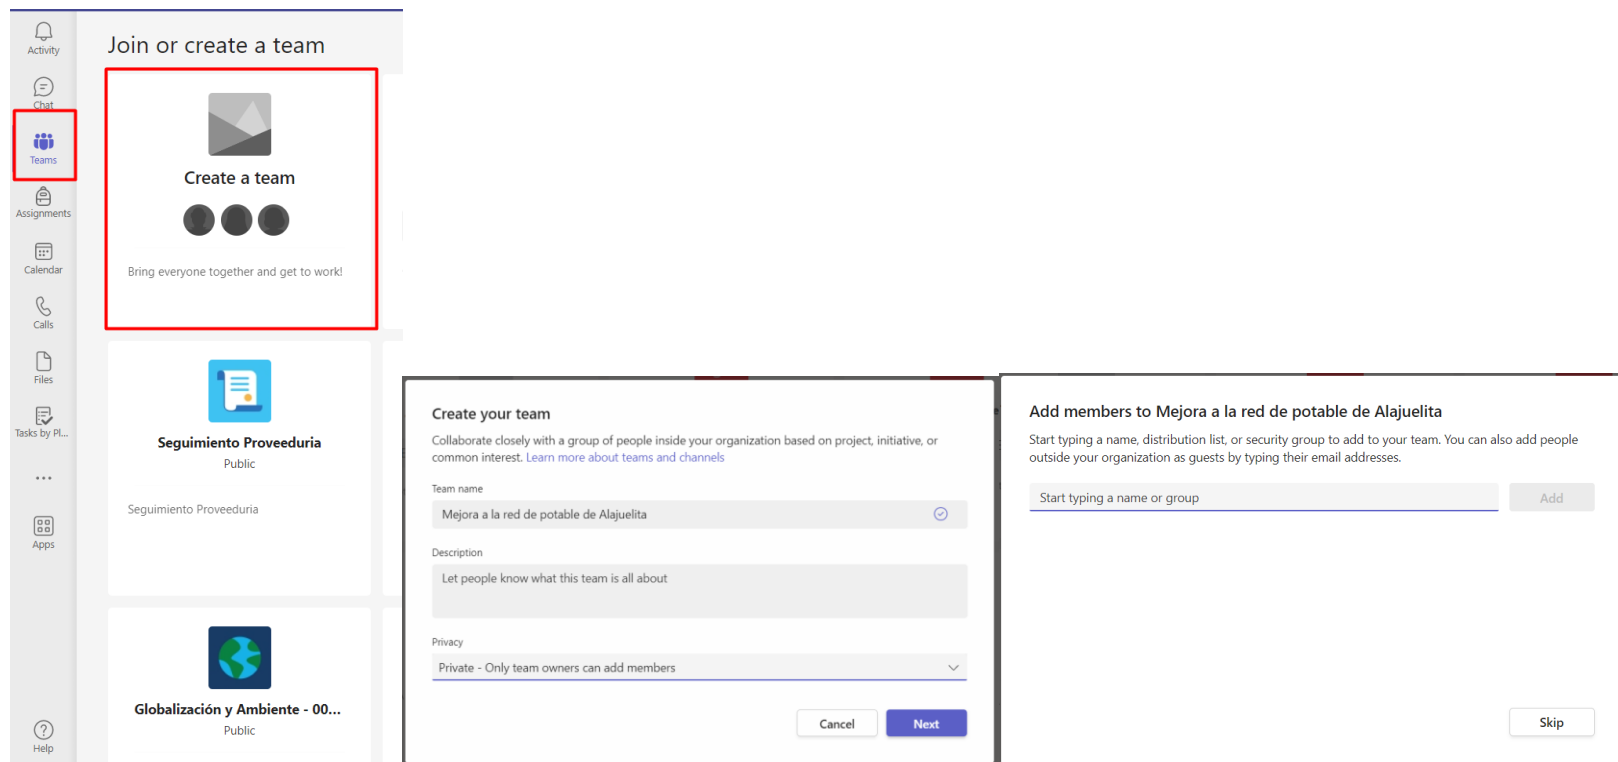 Activity
Chat
Teams
Assignments
Calendar
Calls
Files
Tasks by Pl...
Apps
Help
Join or create a team
Create a team
Bring everyone together and get to work!
Seguimiento Proveeduria
Public
Seguimiento Proveeduria
Globalización y Ambiente - 00...
Public
Create your team
Collaborate closely with a group of people inside your organization based on project, initiative, or
common interest. Learn more about teams and channels
Team name
Mejora a la red de potable de Alajuelita
Description
Let people know what this team is all about
Privacy
Private - Only team owners can add members
Cancel
Next
Add members to Mejora a la red de potable de Alajuelita
Start typing a name, distribution list, or security group to add to your team. You can also add people
outside your organization as guests by typing their email addresses.
Start typing a name or group
Add
Skip